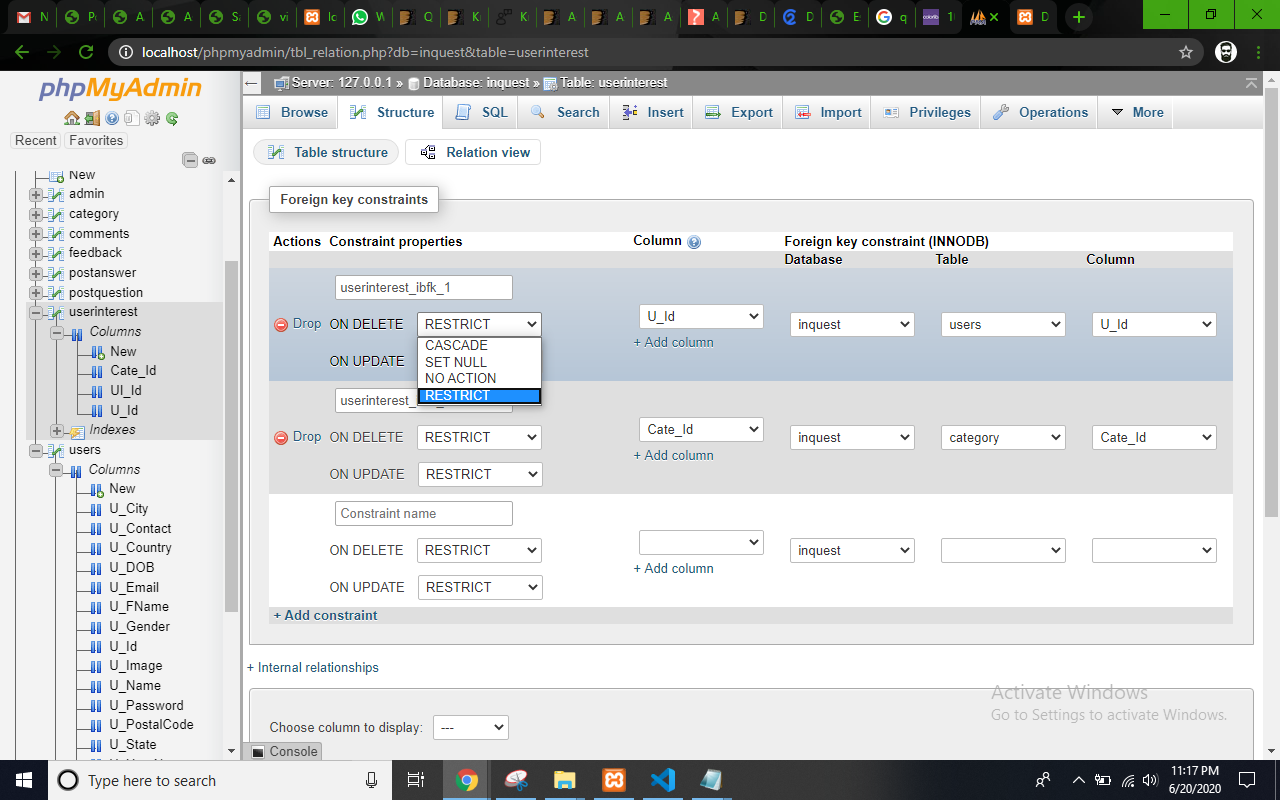 localhost/phpmyadmin/tbl_relation.php?db=inquest&table=userinterest
phpMyAdmin
Recent Favorites
New
admin
category
comments
feedback
postanswer
postquestion
userinterest
Columns
New
Cate_Id
UI_Id
U_Id
Indexes
users
Columns
New
U_City
U_Contact
U_Country
U_DOB
U_Email
U_FName
U_Gender
U_Id
U_Image
U_Name
U_Password
U_PostalCode
U_State
Server: 127.0.0.1 » Database: inquest » Table: userinterest
Browse Structure SQL Search Insert Export Import Privileges Operations More
Table structure Relation view
Foreign key constraints
Actions Constraint properties Column Foreign key constraint (INNODB)
Database Table Column
userinterest_ibfk_1
Drop ON DELETE RESTRICT U_Id inquest users U_Id
+ Add column
CASCADE
SET NULL
NO ACTION
RESTRICT
ON UPDATE
userinterest_
Drop ON DELETE RESTRICT Cate_Id inquest category Cate_Id
+ Add column
ON UPDATE RESTRICT
Constraint name
ON DELETE RESTRICT inquest
+ Add column
ON UPDATE RESTRICT
+ Add constraint
+ Internal relationships
Choose column to display: ---
Console
Activate Windows
Go to Settings to activate Windows.
Type here to search
11:17 PM
6/20/2020